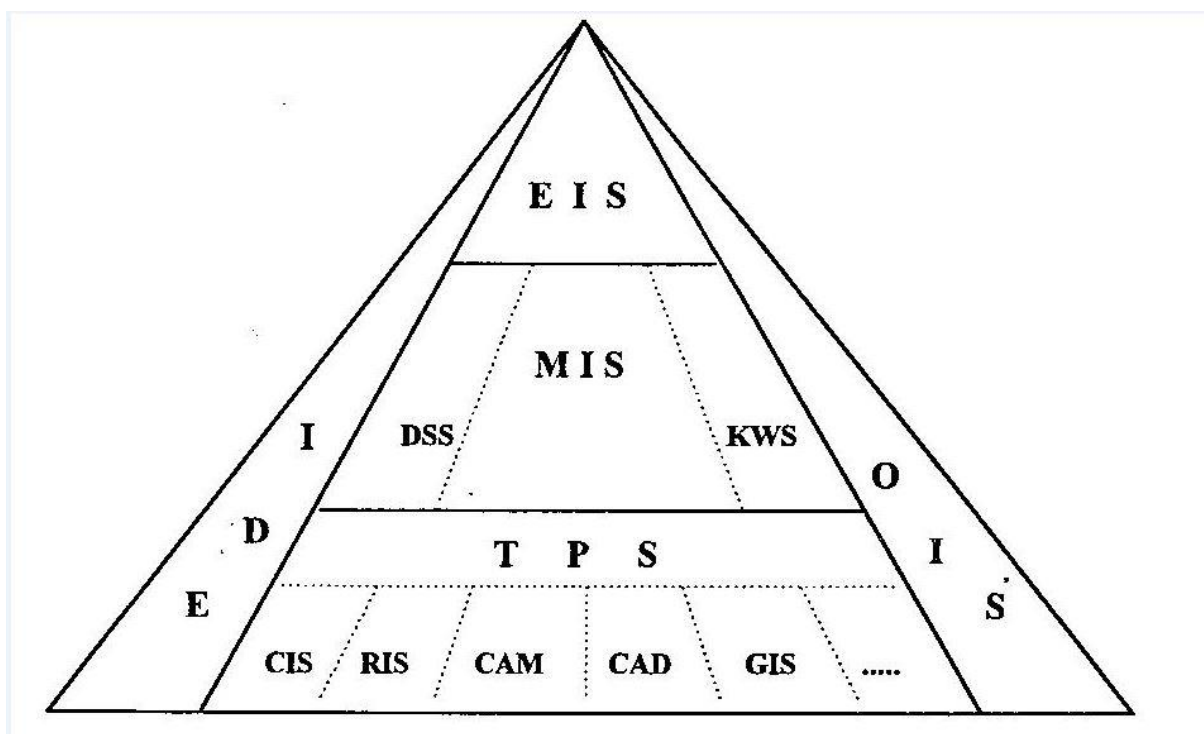 E I S
M I S
DSS
KWS
I
D
E
O
I
S
T P S
CIS
RIS
CAM
CAD
GIS
.....